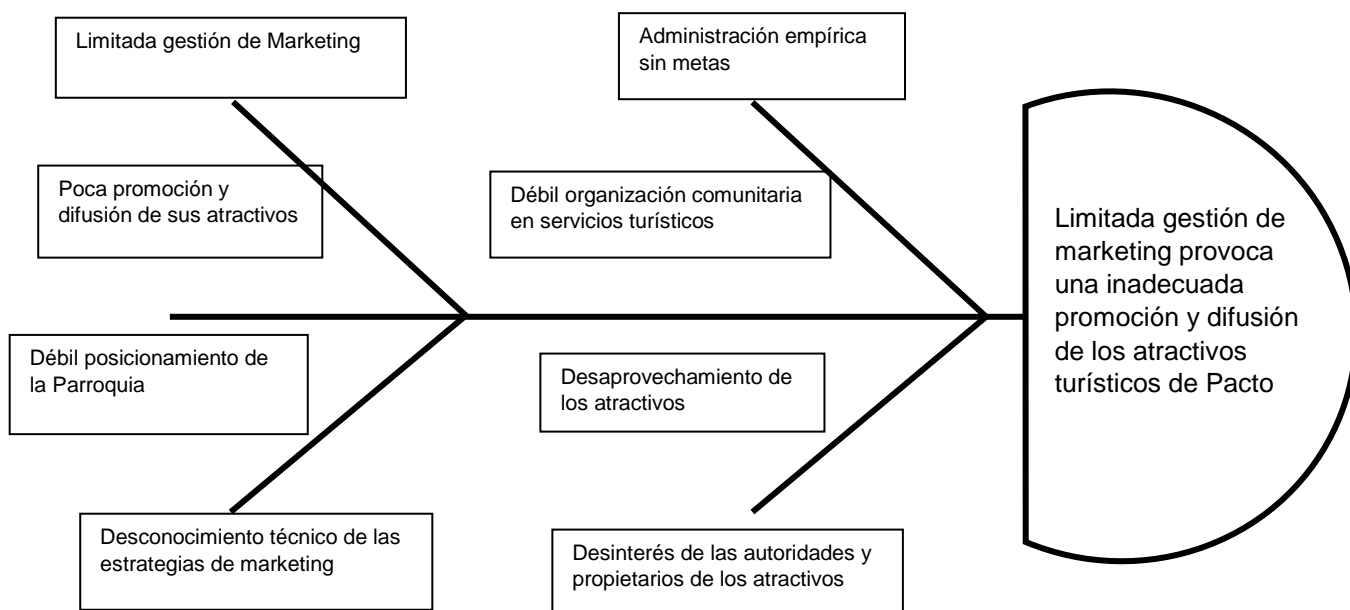 Limitada gestión de Marketing
Administración empírica
sin metas
Poca promoción y
difusión de sus atractivos
Débil organización comunitaria
en servicios turísticos
Limitada gestión de
marketing provoca
una inadecuada
promoción y difusión
de los atractivos
turísticos de Pacto
Débil posicionamiento de
la Parroquia
Desaprovechamiento de
los atractivos
Desconocimiento técnico de las
estrategias de marketing
Desinterés de las autoridades y
propietarios de los atractivos